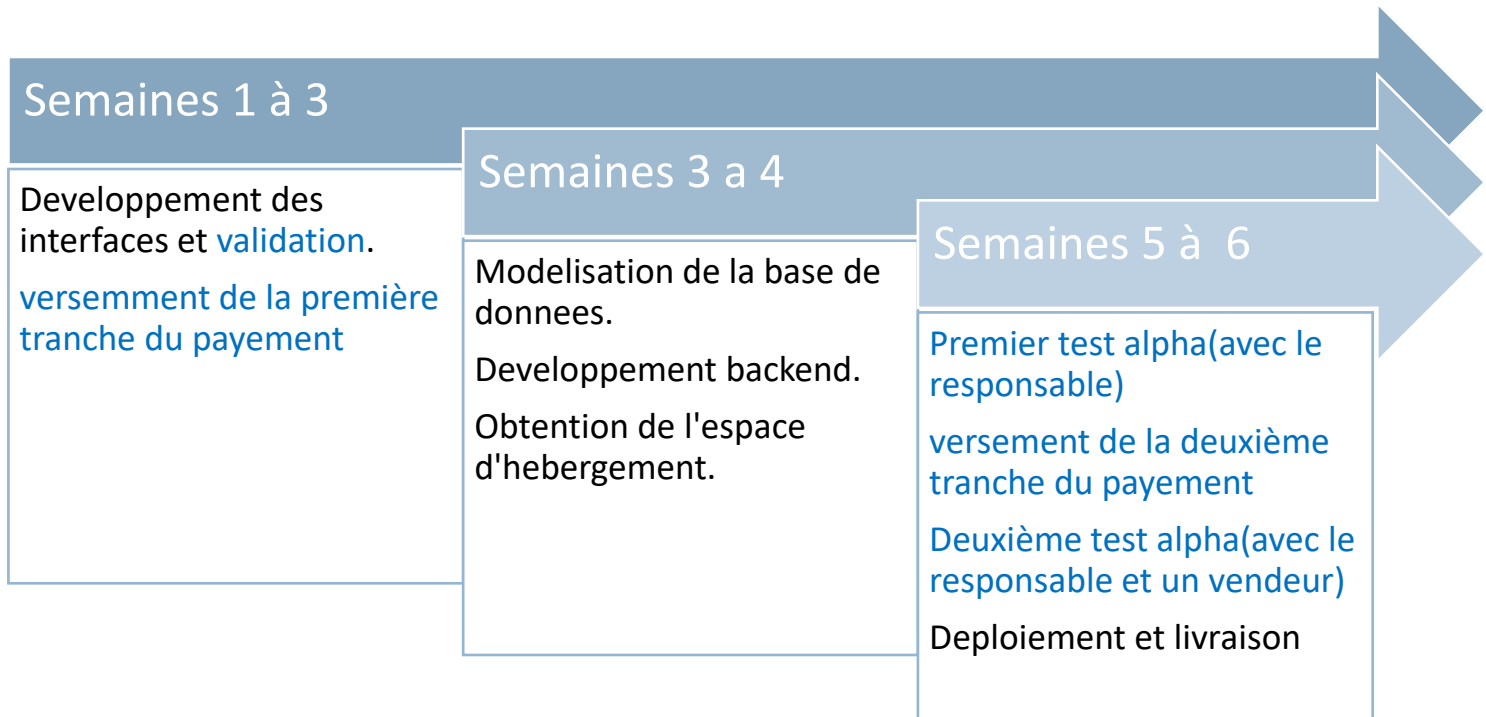 Semaines 1 à 3
Developpement des
interfaces et validation.
versemment de la première
tranche du payement
Semaines 3 a 4
Modelisation de la base de
donnees.
Developpement backend.
Obtention de l'espace
d'hebergement.
Semaines 5 à  6
Premier test alpha(avec le
responsable)
versement de la deuxième
tranche du payement
Deuxième test alpha(avec le
responsable et un vendeur)
Deploiement et livraison